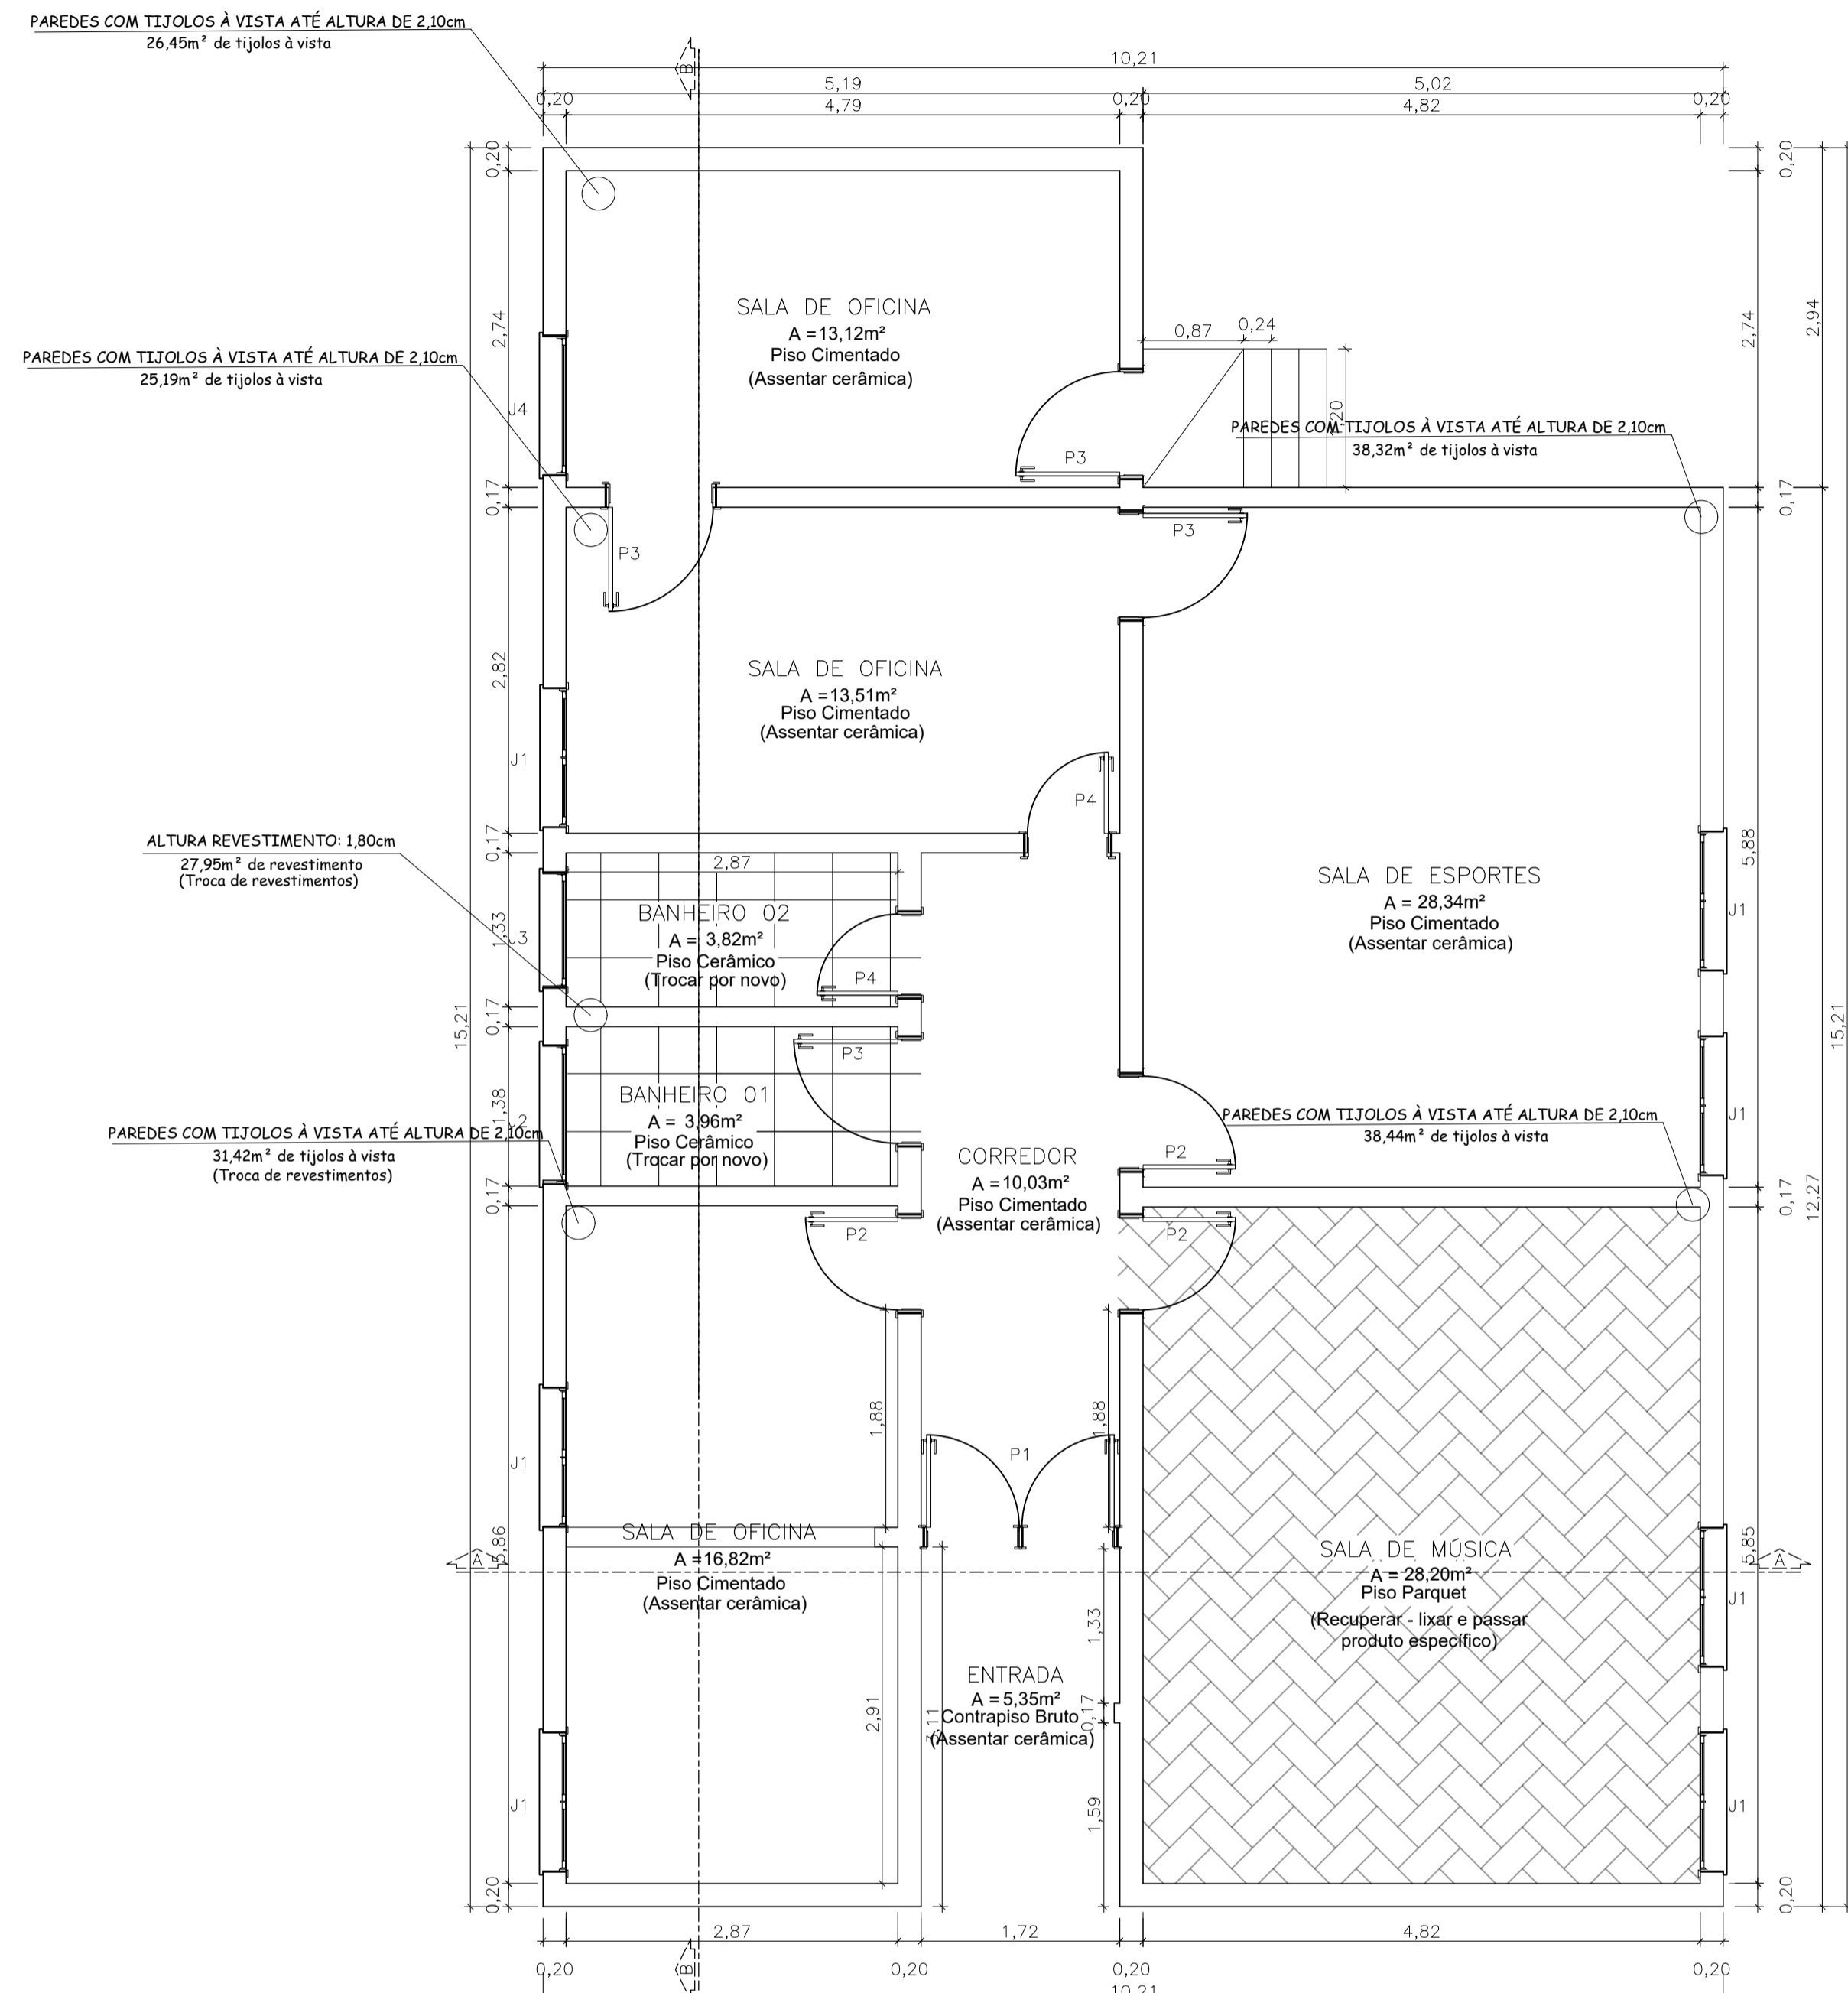 PAREDES COM TIJOLOS À VISTA ATÉ ALTURA DE 2,10cm
26,45m² de tijolos à vista
B
10,21
5,19
5,02
0,20
4,79
0,20
4,82
0,20
0,20
0,20
2,74
2,74
2,94
SALA DE OFICINA
A =13,12m²
Piso Cimentado
(Assentar cerâmica)
0,87
0,24
PAREDES COM TIJOLOS À VISTA ATÉ ALTURA DE 2,10cm
25,19m² de tijolos à vista
J4
PAREDES COM TIJOLOS À VISTA ATÉ ALTURA DE 2,10cm
38,32m² de tijolos à vista
P3
0,17
0,17
P3
P3
2,82
SALA DE OFICINA
A =13,51m²
Piso Cimentado
(Assentar cerâmica)
J1
P4
ALTURA REVESTIMENTO: 1,80cm
27,95m² de revestimento
(Troca de revestimentos)
0,17
2,87
5,88
SALA DE ESPORTES
A = 28,34m²
Piso Cimentado
(Assentar cerâmica)
J1
1,33
J3
BANHEIRO 02
A = 3,82m²
Piso Cerâmico
(Trocar por novo)
P4
15,21
0,17
15,21
P3
1,38
J2
BANHEIRO 01
A = 3,96m²
Piso Cerâmico
(Trocar por novo)
J1
PAREDES COM TIJOLOS À VISTA ATÉ ALTURA DE 2,10cm
31,42m² de tijolos à vista
(Troca de revestimentos)
PAREDES COM TIJOLOS À VISTA ATÉ ALTURA DE 2,10cm
38,44m² de tijolos à vista
CORREDOR
A =10,03m²
Piso Cimentado
(Assentar cerâmica)
P2
0,17
0,17
12,27
P2
P2
1,88
1,88
P1
J1
5,86
SALA DE OFICINA
A =16,82m²
Piso Cimentado
(Assentar cerâmica)
A
5,85
A
SALA DE MÚSICA
A = 28,20m²
Piso Parquet
(Recuperar - lixar e passar
produto específico)
J1
1,33
ENTRADA
A = 5,35m²
Contrapiso Bruto
(Assentar cerâmica)
0,17
2,91
1,59
J1
J1
0,20
0,20
2,87
1,72
4,82
0,20
B
0,20
0,20
0,20
10,21